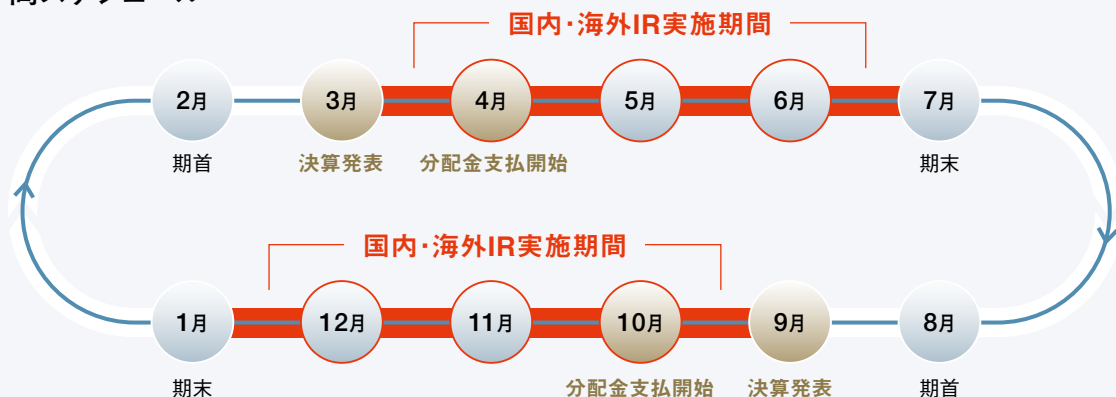 国内・海外IR実施期間
2月 3月 4月 5月 6月 7月
期首 決算発表 分配金支払開始 期末
国内・海外IR実施期間
1月 12月 11月 10月 9月 8月
期末 分配金支払開始 決算発表 期首